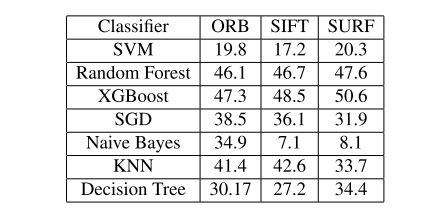 Classifier ORB SIFT SURF
SVM 19.8 17.2 20.3
Random Forest 46.1 46.7 47.6
XGBoost 47.3 48.5 50.6
SGD 38.5 36.1 31.9
Naive Bayes 34.9 7.1 8.1
KNN 41.4 42.6 33.7
Decision Tree 30.17 27.2 34.4